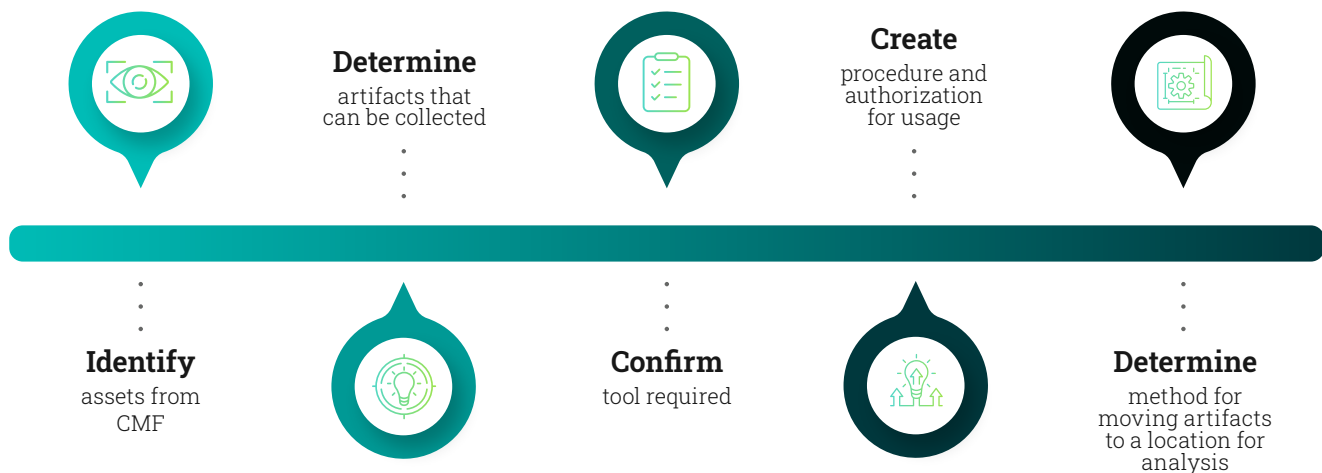 Identify
assets from
CMF
Determine
artifacts that
can be collected
Confirm
tool required
Create
procedure and
authorization
for usage
Determine
method for
moving artifacts
to a location for
analysis